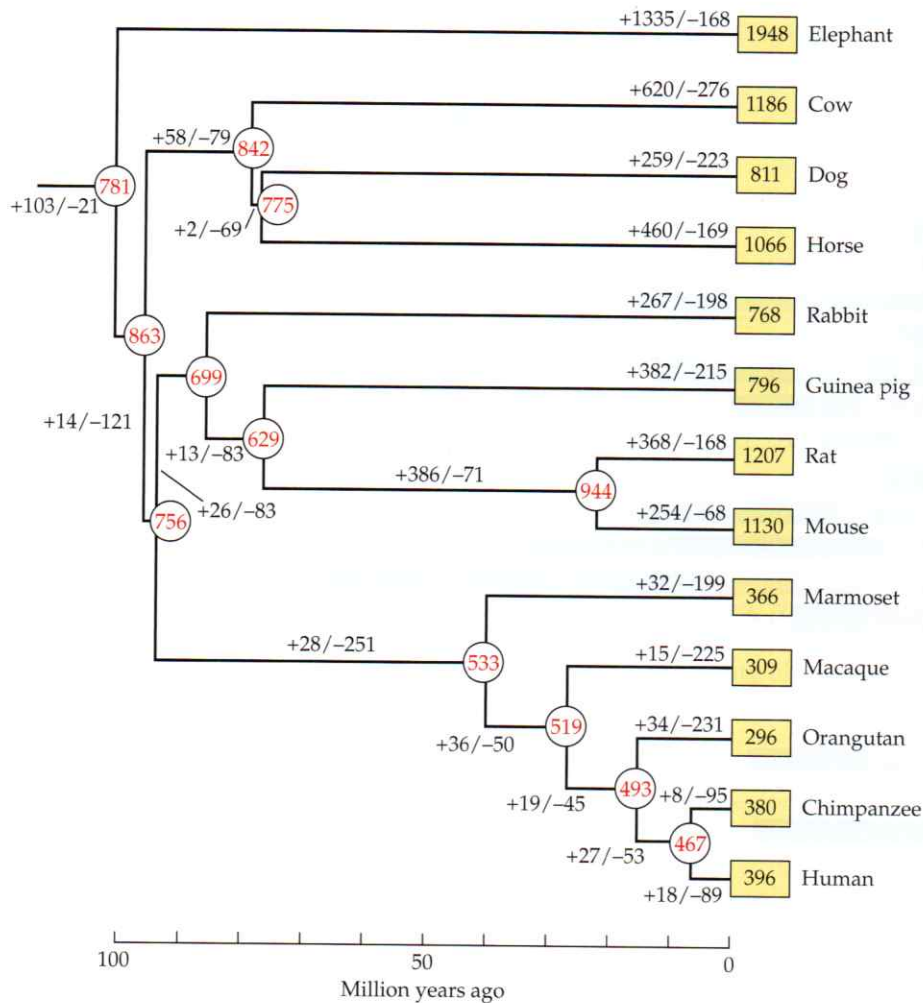 +1335/–168
1948 Elephant
+620/–276
1186 Cow
+58/–79
842
+259/–223
811 Dog
781
+103/–21
775
+2/–69
+460/–169
1066 Horse
+267/–198
768 Rabbit
863
699
+382/–215
796 Guinea pig
+14/–121
629
+13/–83
+368/–168
1207 Rat
+386/–71
944
+26/–83
756
+254/–68
1130 Mouse
+32/–199
366 Marmoset
+28/–251
533
+15/–225
309 Macaque
519
+36/–50
+34/–231
296 Orangutan
493
+19/–45
+8/–95
380 Chimpanzee
467
+27/–53
396 Human
+18/–89
100 50 0
Million years ago